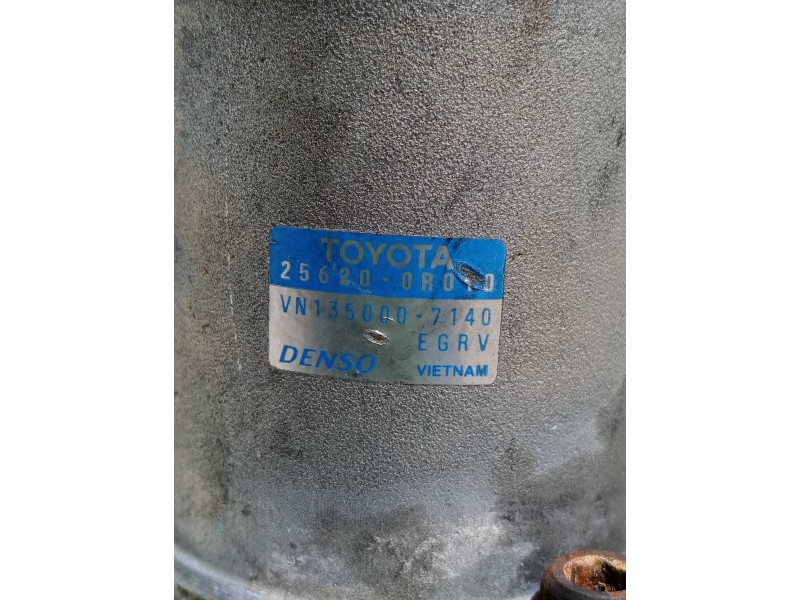 TOYOTA
25620-0R010
VN135000-7140
EGRV
DENSO VIETNAM